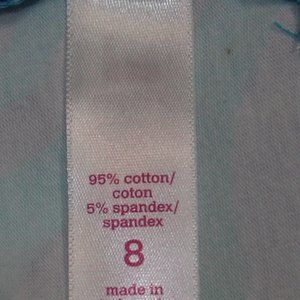 95% cotton/
coton
5% spandex/
spandex
8
made in